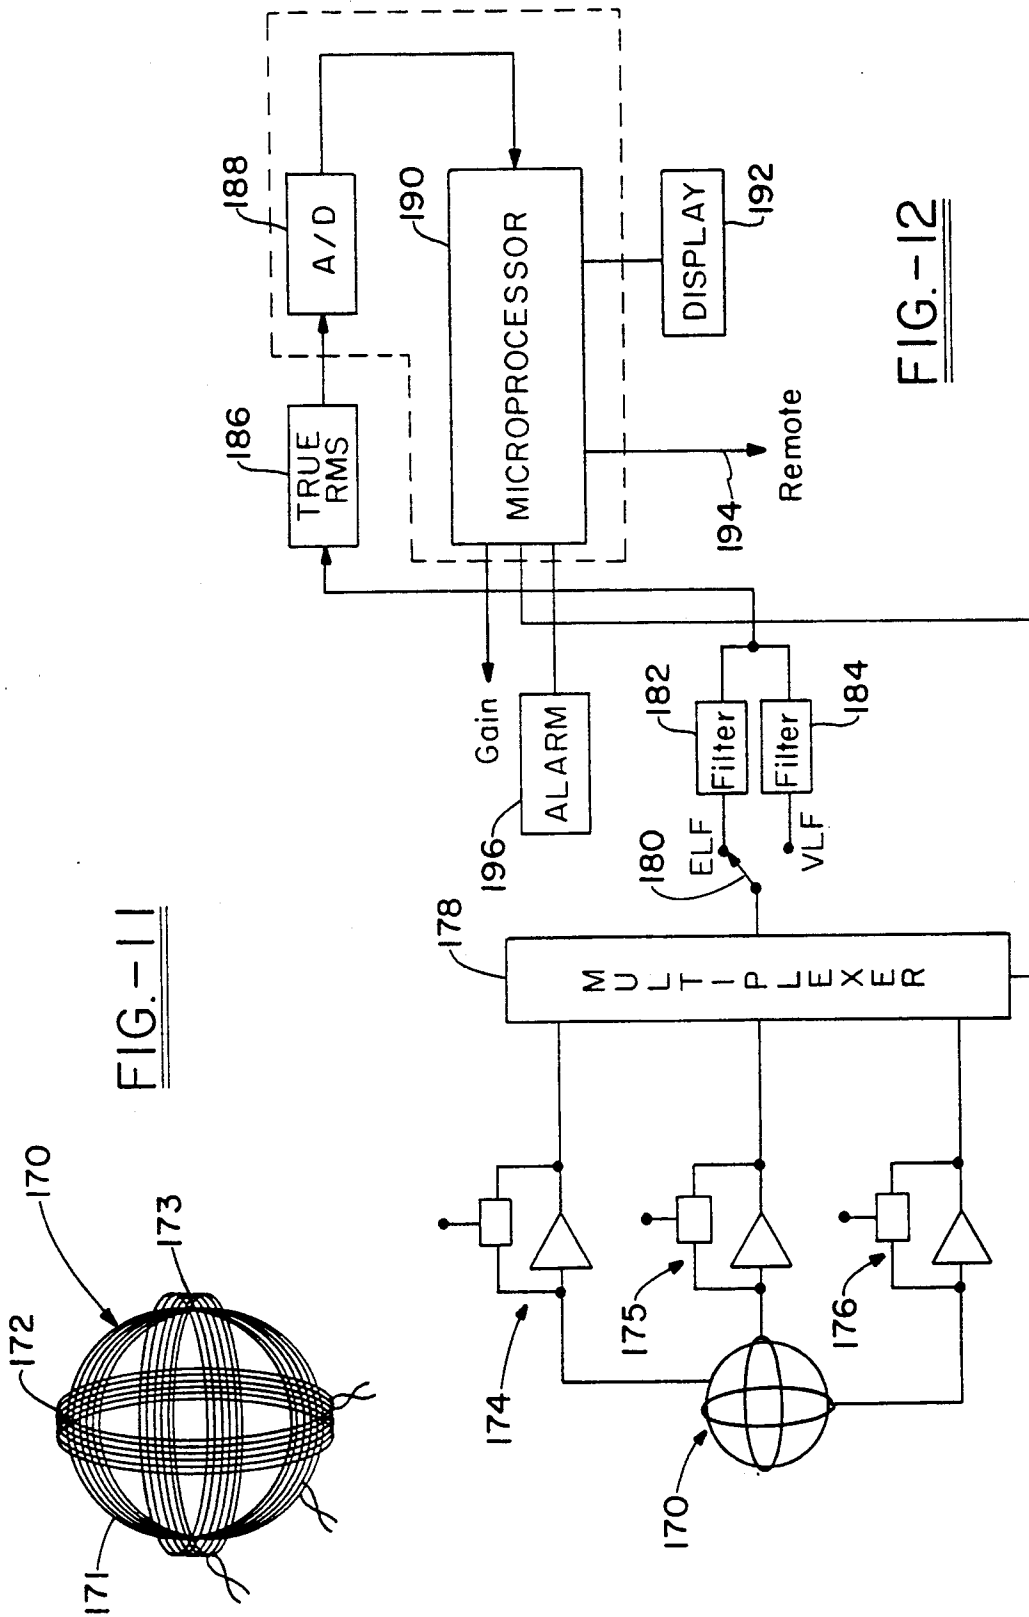 FIG.-11
170
171
172
173
FIG.-12
170
174
175
176
178
MULTIPLEXER
180
ELF
VLF
182
Filter
184
Filter
186
TRUE
RMS
188
A/D
190
MICROPROCESSOR
192
DISPLAY
194
Remote
Gain
196
ALARM